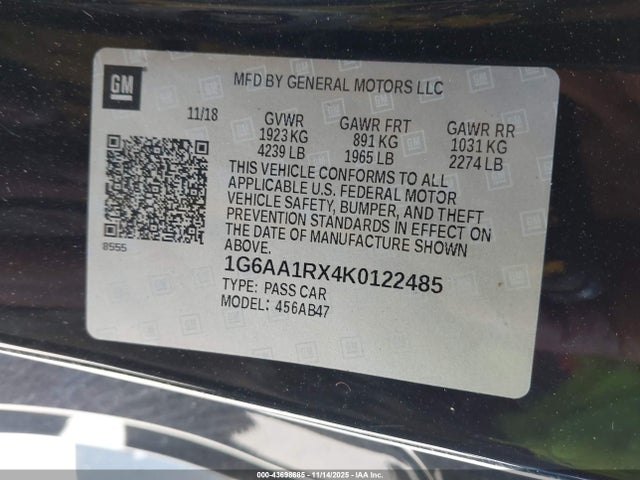 GM
MFD BY GENERAL MOTORS LLC
11/18
GVWR
1923 KG
4239 LB
GAWR FRT
891 KG
1965 LB
GAWR RR
1031 KG
2274 LB
THIS VEHICLE CONFORMS TO ALL
APPLICABLE U.S. FEDERAL MOTOR
VEHICLE SAFETY, BUMPER, AND THEFT
PREVENTION STANDARDS IN EFFECT ON
THE DATE OF MANUFACTURE SHOWN
ABOVE.
8555
1G6AA1RX4K0122485
TYPE: PASS CAR
MODEL: 456AB47
000-43698685 - 11/14/2025 - IAA Inc.